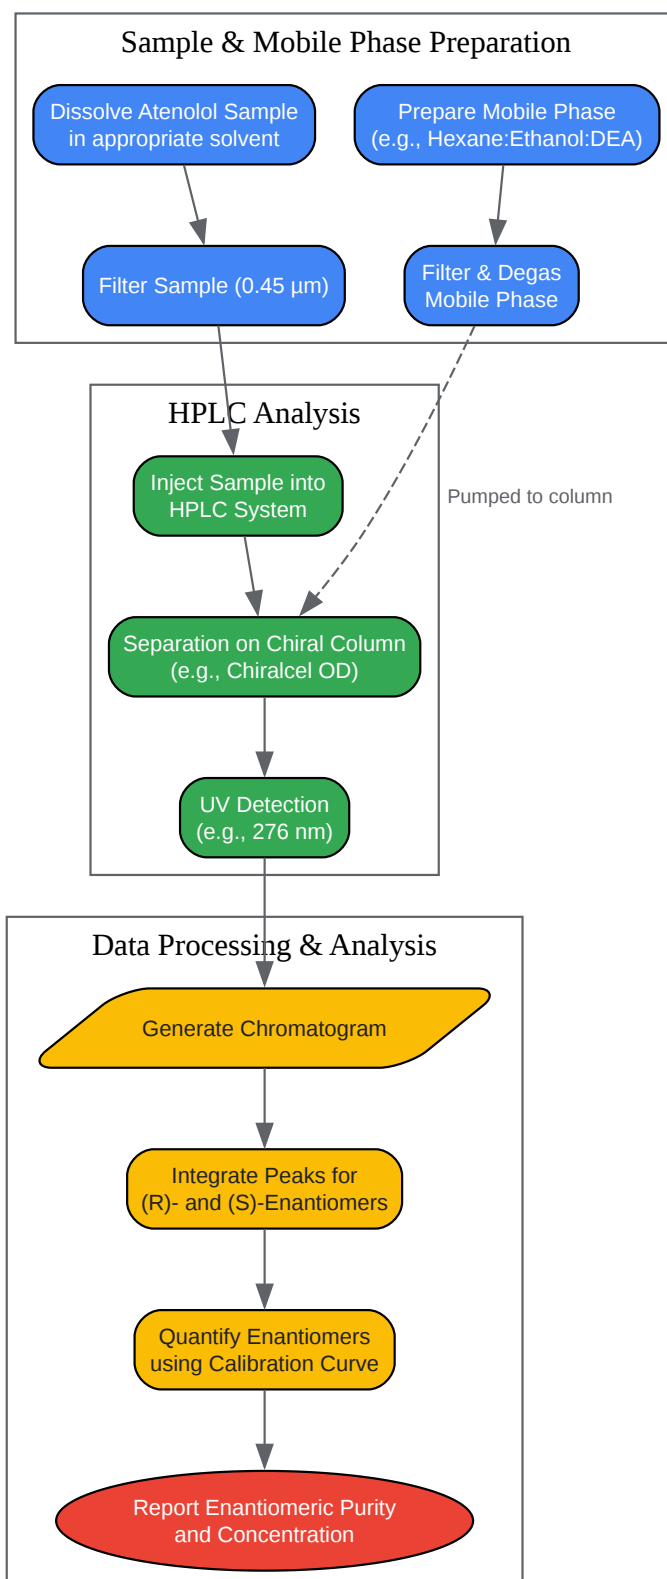 Sample & Mobile Phase Preparation
Dissolve Atenolol Sample
in appropriate solvent
Prepare Mobile Phase
(e.g., Hexane:Ethanol:DEA)
Filter Sample (0.45 µm)
Filter & Degas
Mobile Phase
HPLC Analysis
Inject Sample into
HPLC System
Pumped to column
Separation on Chiral Column
(e.g., Chiralcel OD)
UV Detection
(e.g., 276 nm)
Data Processing & Analysis
Generate Chromatogram
Integrate Peaks for
(R)- and (S)-Enantiomers
Quantify Enantiomers
using Calibration Curve
Report Enantiomeric Purity
and Concentration